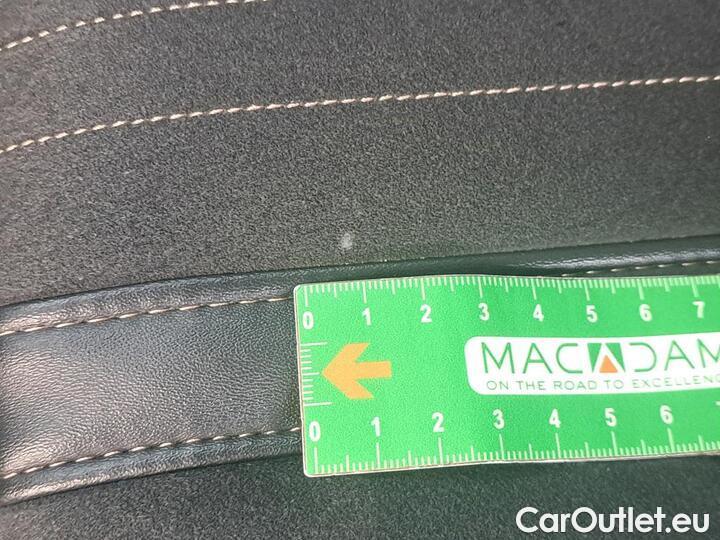 0 1 2 3 4 5 6 7
MACADAM
ON THE ROAD TO EXCELLENC
0 1 2 3 4 5 6
CarOutlet.eu